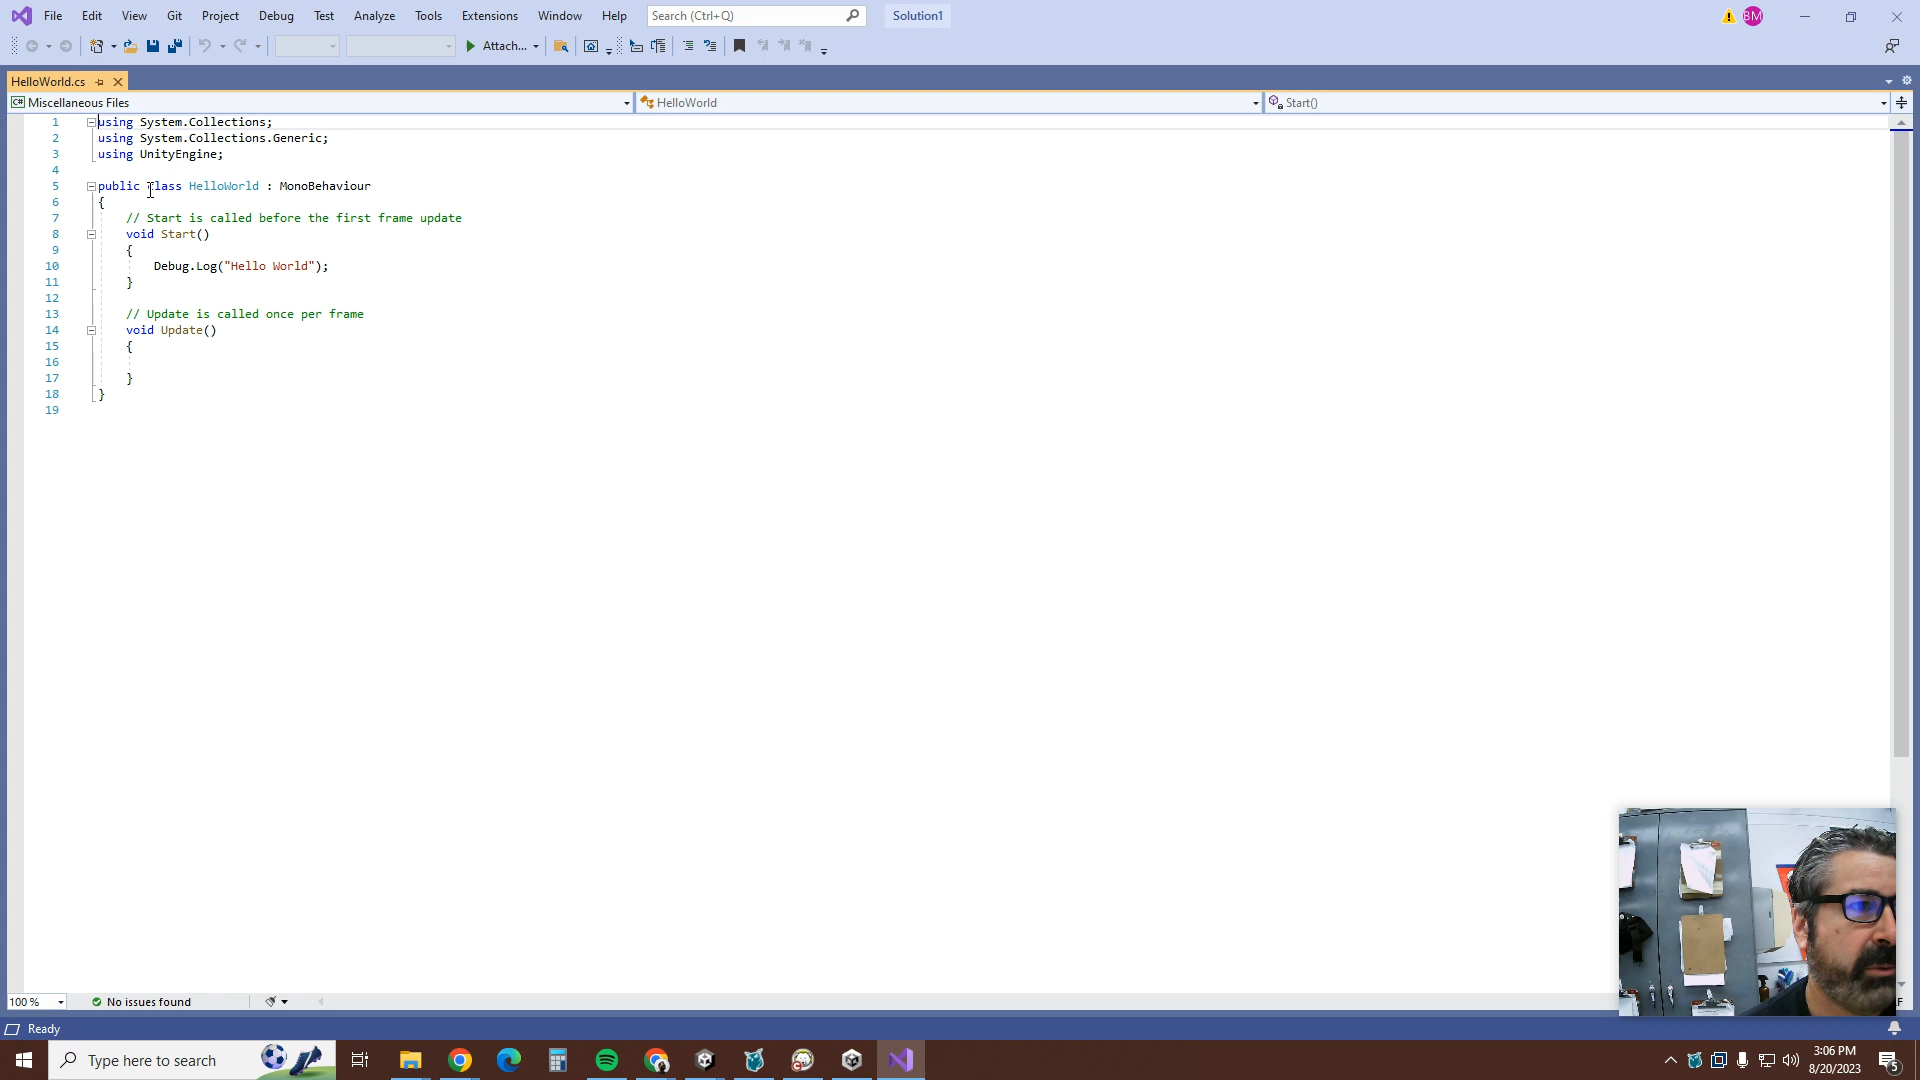 File Edit View Git Project Debug Test Analyze Tools Extensions Window Help Search (Ctrl+Q) Solution1 BM
Attach...
HelloWorld.cs
C# Miscellaneous Files HelloWorld Start()
1 using System.Collections;
2 using System.Collections.Generic;
3 using UnityEngine;
4
5 public class HelloWorld : MonoBehaviour
6 {
7 // Start is called before the first frame update
8 void Start()
9 {
10 Debug.Log("Hello World");
11 }
12
13 // Update is called once per frame
14 void Update()
15 {
16
17 }
18 }
19
100 % No issues found
Ready
Type here to search 3:06 PM
8/20/2023 5